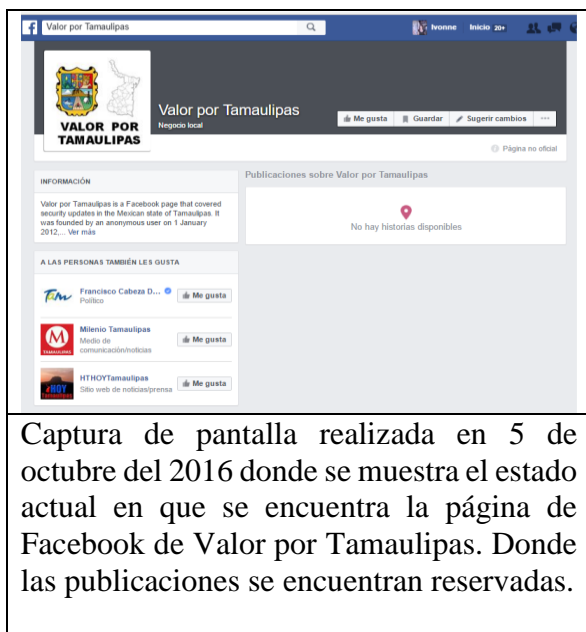 Valor por Tamaulipas
Ivonne Inicio 20+
VALOR POR
TAMAULIPAS
Valor por Tamaulipas
Negocio local
Me gusta Guardar Sugerir cambios ...
Página no oficial
INFORMACIÓN
Valor por Tamaulipas is a Facebook page that covered
security updates in the Mexican state of Tamaulipas. It
was founded by an anonymous user on 1 January
2012,... Ver más
Publicaciones sobre Valor por Tamaulipas
No hay historias disponibles
A LAS PERSONAS TAMBIÉN LES GUSTA
Tam
Francisco Cabeza D... Me gusta
Político
M
TAMAULIPAS
Milenio Tamaulipas
Medio de
comunicación/noticias
Me gusta
HOY
TAMAULIPAS
HTHOYTamaulipas
Sitio web de noticias/prensa
Me gusta
Captura de pantalla realizada en 5 de
octubre del 2016 donde se muestra el estado
actual en que se encuentra la página de
Facebook de Valor por Tamaulipas. Donde
las publicaciones se encuentran reservadas.